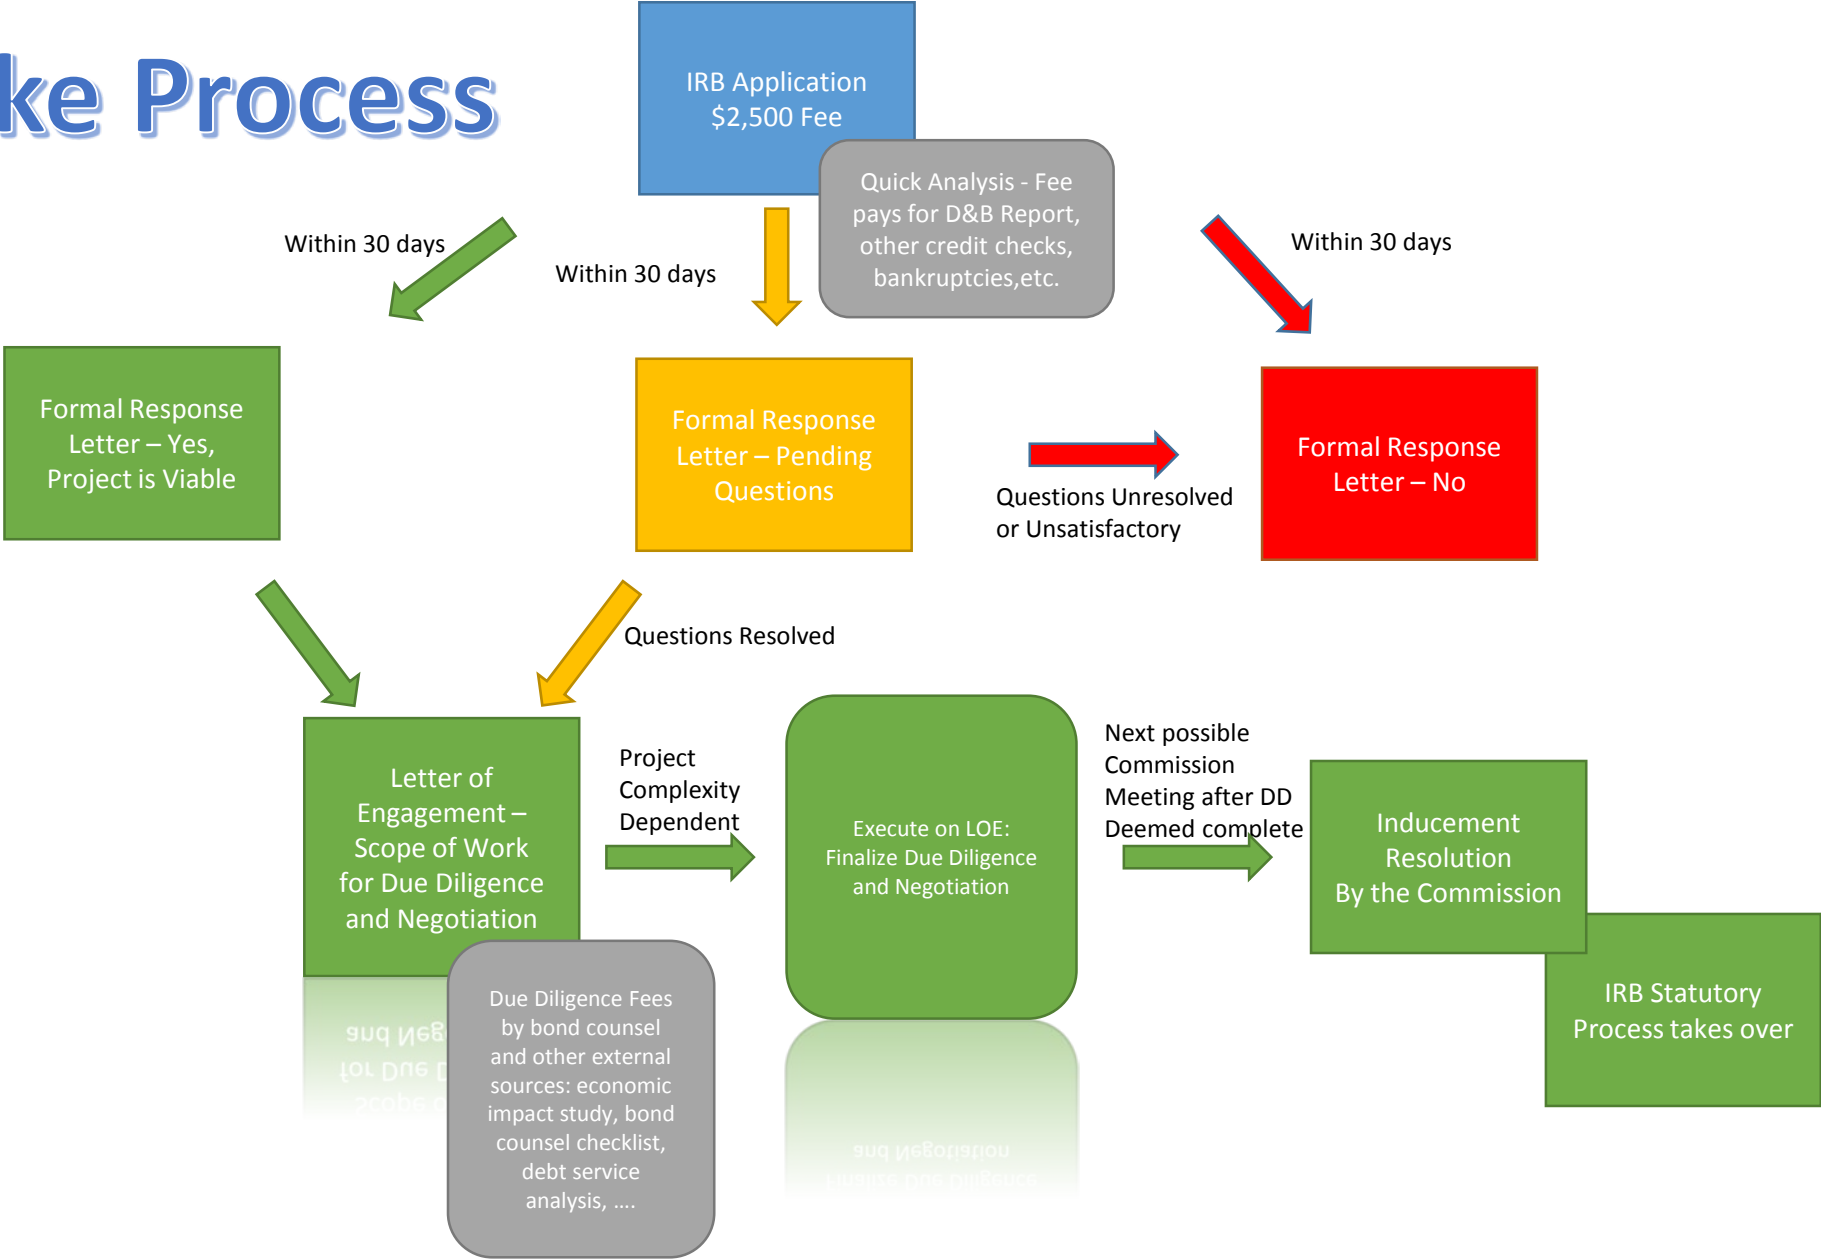 ke Process
IRB Application
$2,500 Fee
Quick Analysis - Fee
pays for D&B Report,
other credit checks,
bankruptcies,etc.
Within 30 days
Within 30 days
Within 30 days
Formal Response
Letter – Yes,
Project is Viable
Formal Response
Letter – Pending
Questions
Questions Unresolved
or Unsatisfactory
Formal Response
Letter – No
Questions Resolved
Letter of
Engagement –
Scope of Work
for Due Diligence
and Negotiation
Project
Complexity
Dependent
Execute on LOE:
Finalize Due Diligence
and Negotiation
Next possible
Commission
Meeting after DD
Deemed complete
Inducement
Resolution
By the Commission
IRB Statutory
Process takes over
Due Diligence Fees
by bond counsel
and other external
sources: economic
impact study, bond
counsel checklist,
debt service
analysis, ….